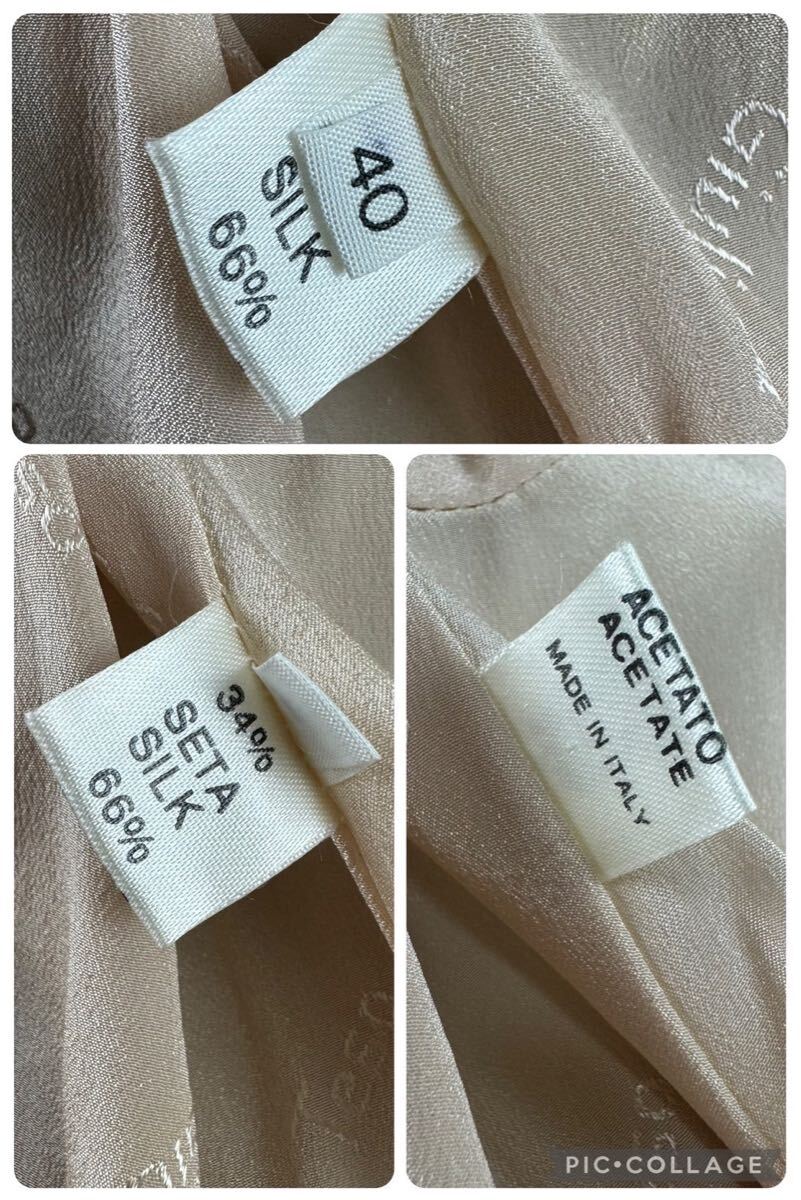 40
SILK
66%
34%
SETA
SILK
66%
ACETATO
ACETATE
MADE IN ITALY
PIC•COLLAGE